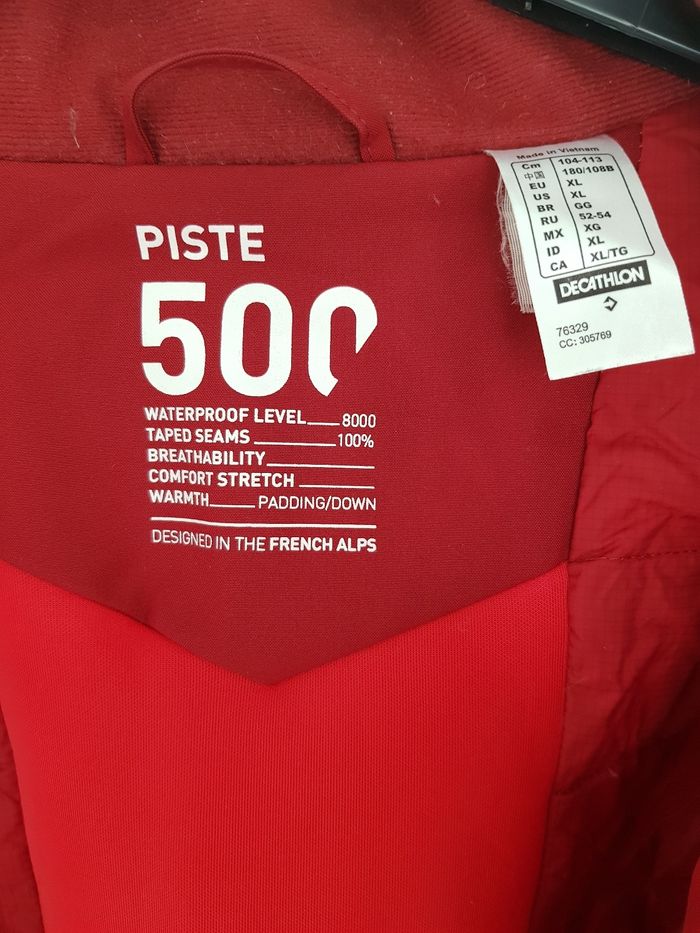 PISTE
500
WATERPROOF LEVEL 8000
TAPED SEAMS 100%
BREATHABILITY
COMFORT STRETCH
WARMTH PADDING/DOWN
DESIGNED IN THE FRENCH ALPS
Made in Vietnam
Cm 104-113
中国 180/108B
EU XL
US XL
BR GG
RU 52-54
MX XG
ID XL
CA XL/TG
DECATHLON
76329
CC: 305769